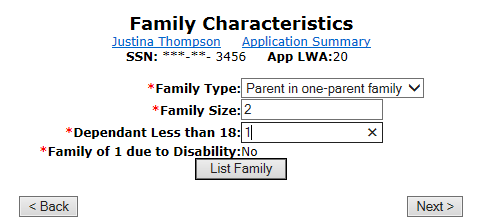 Family Characteristics
Justina Thompson Application Summary
SSN: ***-**- 3456 App LWA:20
*Family Type: Parent in one-parent family
*Family Size: 2
*Dependant Less than 18: 1
*Family of 1 due to Disability:No
List Family
< Back Next >